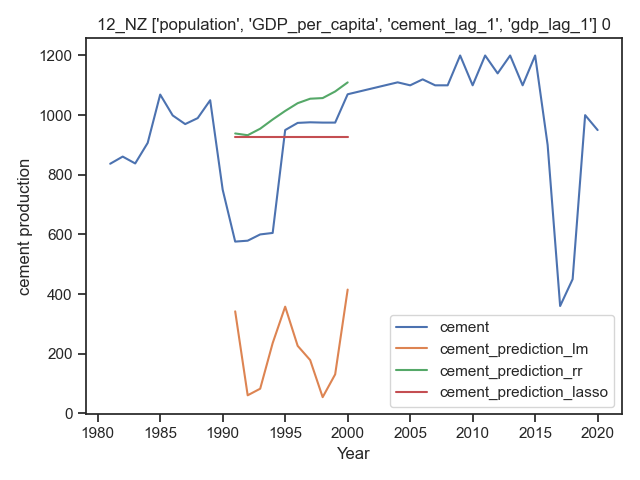 12_NZ ['population', 'GDP_per_capita', 'cement_lag_1', 'gdp_lag_1'] 0
cement production
1200
1000
800
600
400
200
0
cement
cement_prediction_lm
cement_prediction_rr
cement_prediction_lasso
1980 1985 1990 1995 2000 2005 2010 2015 2020
Year